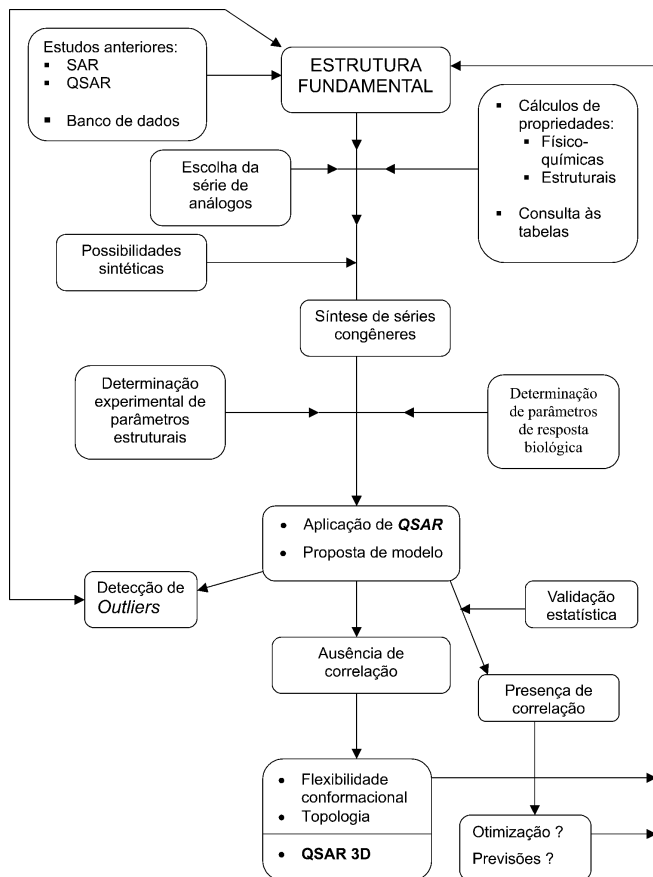 Estudos anteriores:
▪ SAR
▪ QSAR
▪ Banco de dados
ESTRUTURA
FUNDAMENTAL
▪ Cálculos de
propriedades:
▪ Físico-
químicas
▪ Estruturais
▪ Consulta às
tabelas
Escolha da
série de
análogos
Possibilidades
sintéticas
Síntese de séries
congêneres
Determinação
experimental de
parâmetros
estruturais
Determinação
de parâmetros
de resposta
biológica
• Aplicação de QSAR
• Proposta de modelo
Detecção de
Outliers
Validação
estatística
Ausência de
correlação
Presença de
correlação
• Flexibilidade
conformacional
• Topologia
• QSAR 3D
Otimização ?
Previsões ?